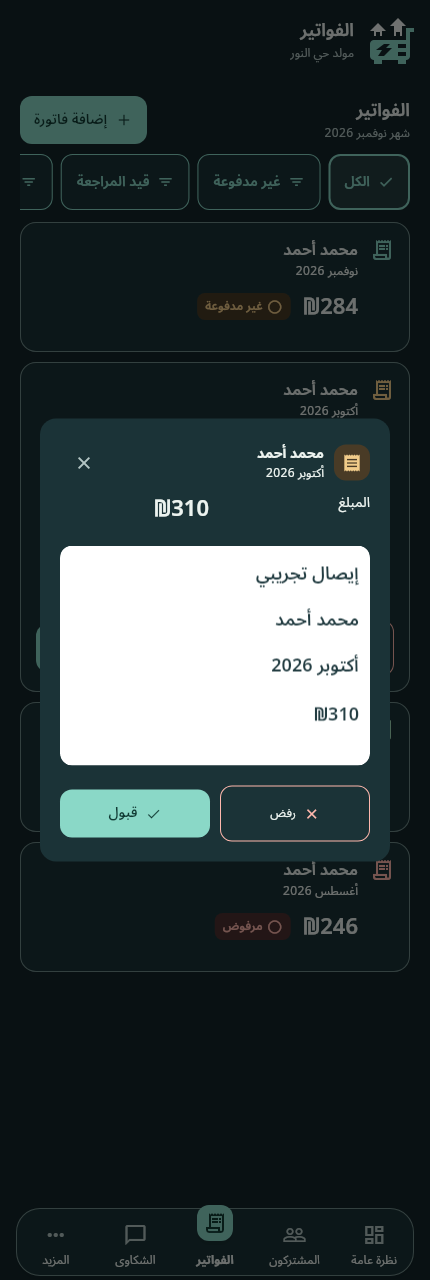 الفواتير
مولد حي النور
الفواتير
شهر نوفمبر 2026
إضافة فاتورة
الكل
غير مدفوعة
قيد المراجعة
محمد أحمد
نوفمبر 2026
₪284
غير مدفوعة
محمد أحمد
أكتوبر 2026
محمد أحمد
أكتوبر 2026
المبلغ
₪310
إيصال تجريبي
محمد أحمد
أكتوبر 2026
₪310
رفض
قبول
محمد أحمد
أغسطس 2026
₪246
مرفوض
نظرة عامة
المشتركون
الفواتير
الشكاوى
المزيد